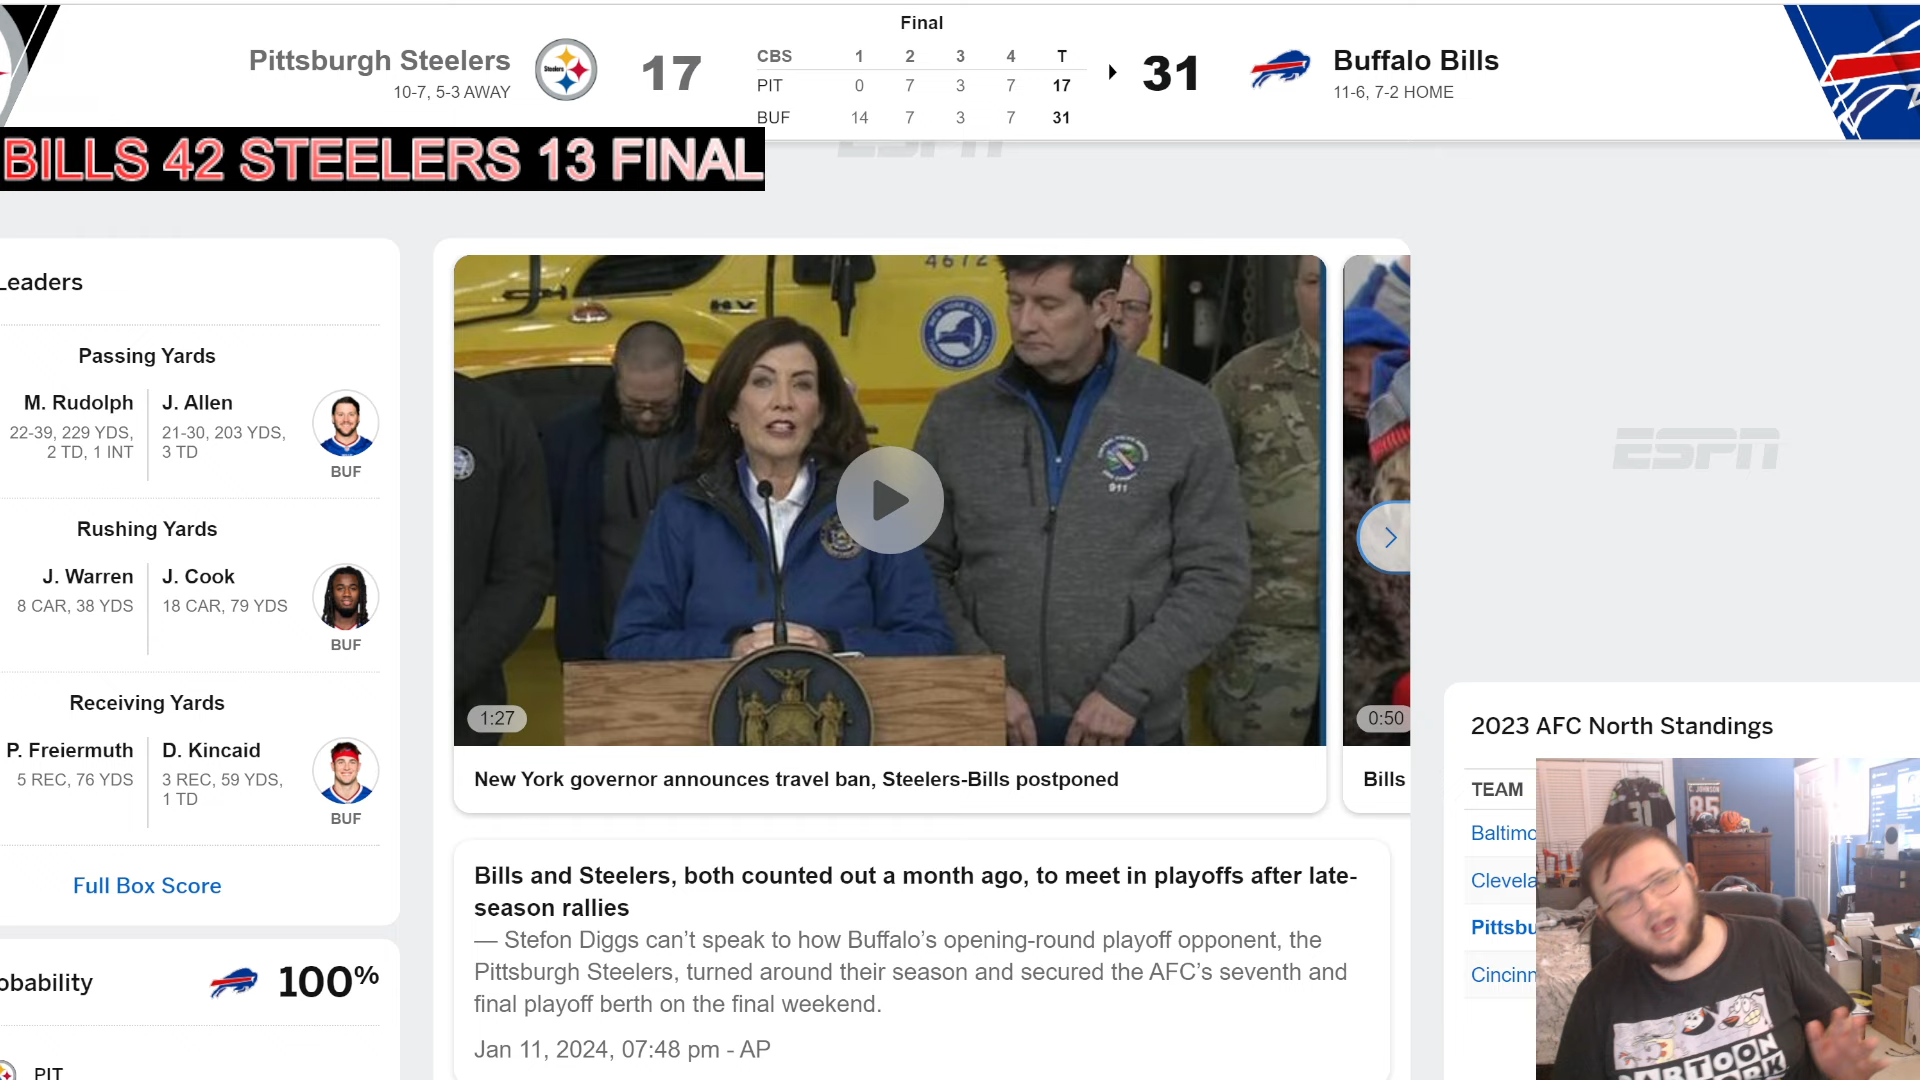 Final
Pittsburgh Steelers
10-7, 5-3 AWAY
Steelers
17
CBS 1 2 3 4 T
PIT 0 7 3 7 17
BUF 14 7 3 7 31
31
Buffalo Bills
11-6, 7-2 HOME
BILLS 42 STEELERS 13 FINAL
ESPN
Leaders
Passing Yards
M. Rudolph
22-39, 229 YDS,
2 TD, 1 INT
J. Allen
21-30, 203 YDS,
3 TD
BUF
Rushing Yards
J. Warren
8 CAR, 38 YDS
J. Cook
18 CAR, 79 YDS
BUF
Receiving Yards
P. Freiermuth
5 REC, 76 YDS
D. Kincaid
3 REC, 59 YDS,
1 TD
BUF
Full Box Score
obability
100%
PIT
4672
911
1:27
New York governor announces travel ban, Steelers-Bills postponed
0:50
Bills
Bills and Steelers, both counted out a month ago, to meet in playoffs after late-
season rallies
— Stefon Diggs can’t speak to how Buffalo’s opening-round playoff opponent, the
Pittsburgh Steelers, turned around their season and secured the AFC’s seventh and
final playoff berth on the final weekend.
Jan 11, 2024, 07:48 pm - AP
ESPN
2023 AFC North Standings
TEAM
Baltimo
Clevela
Pittsbu
Cincinn
31
C. JOHNSON
85
CARTOON